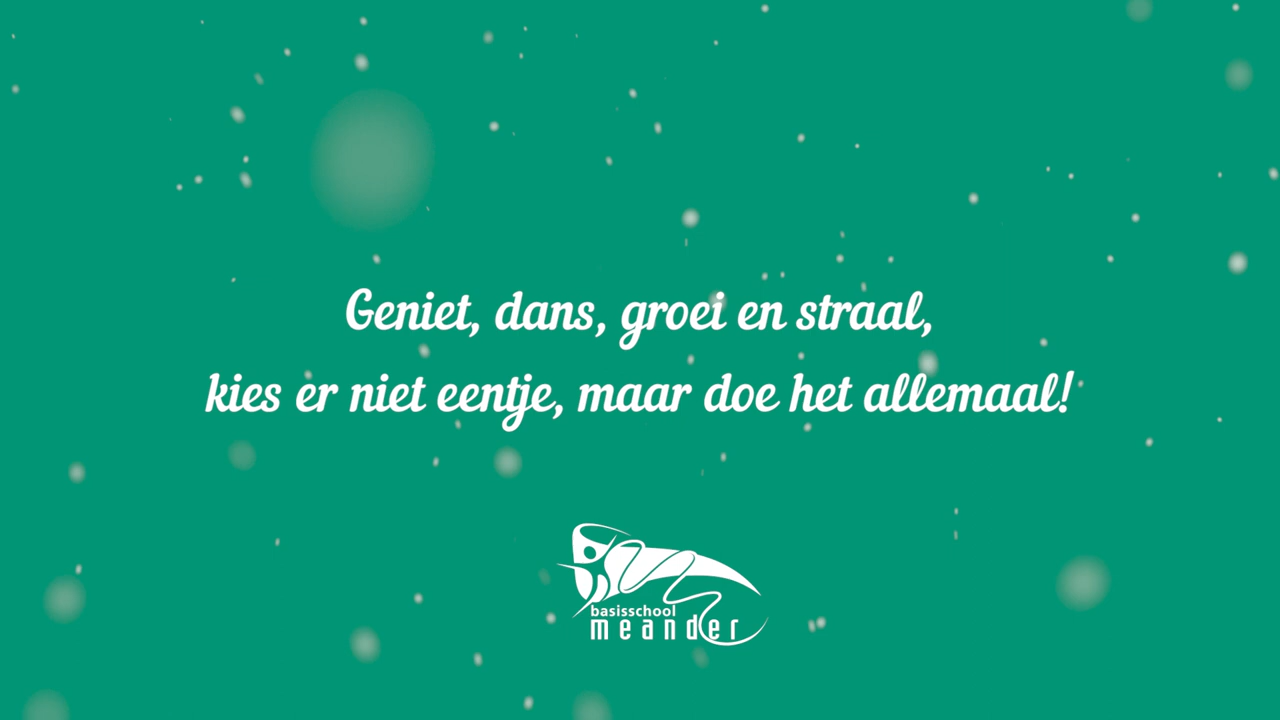 Geniet, dans, groei en straal,
kies er niet eentje, maar doe het allemaal!
basisschool
meander